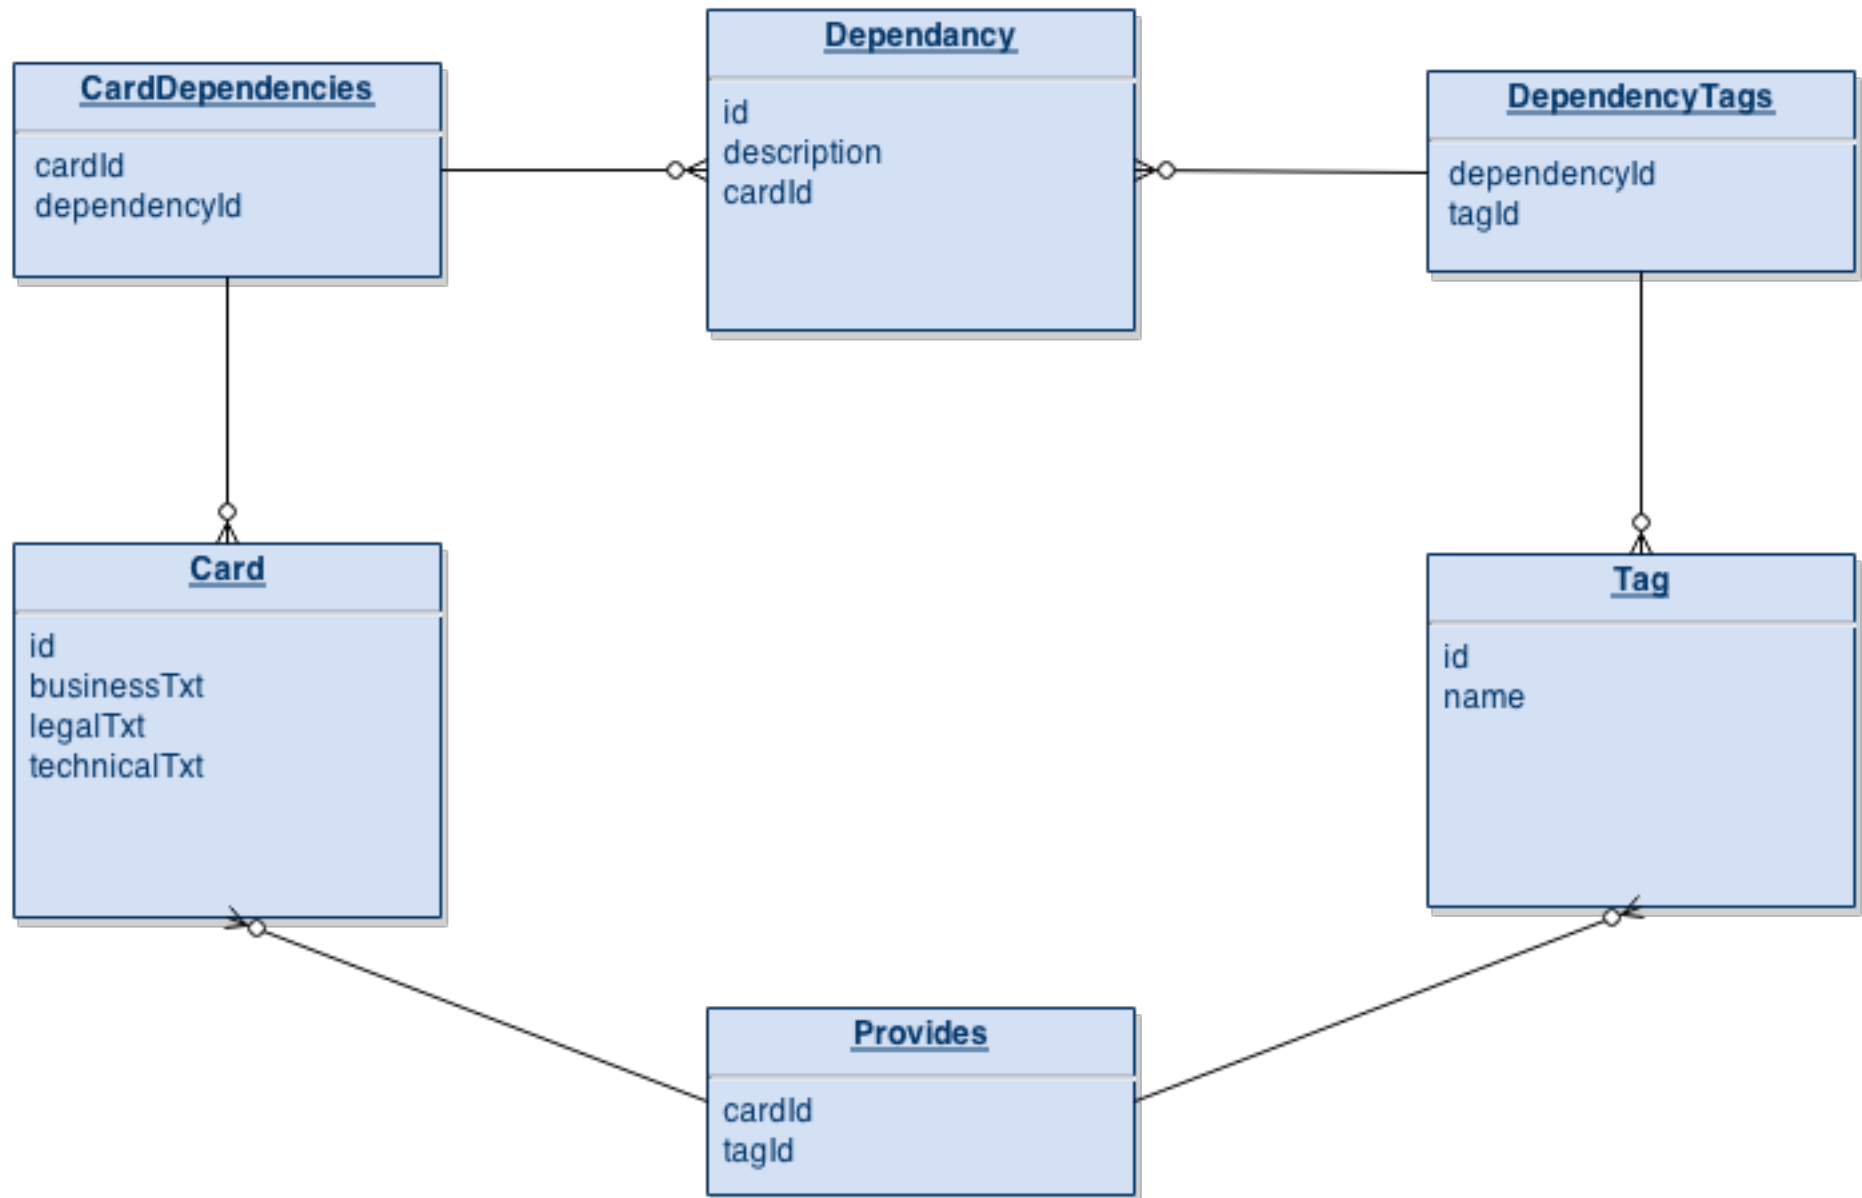 CardDependencies
cardId
dependencyId
Dependancy
id
description
cardId
DependencyTags
dependencyId
tagId
Card
id
businessTxt
legalTxt
technicalTxt
Tag
id
name
Provides
cardId
tagId